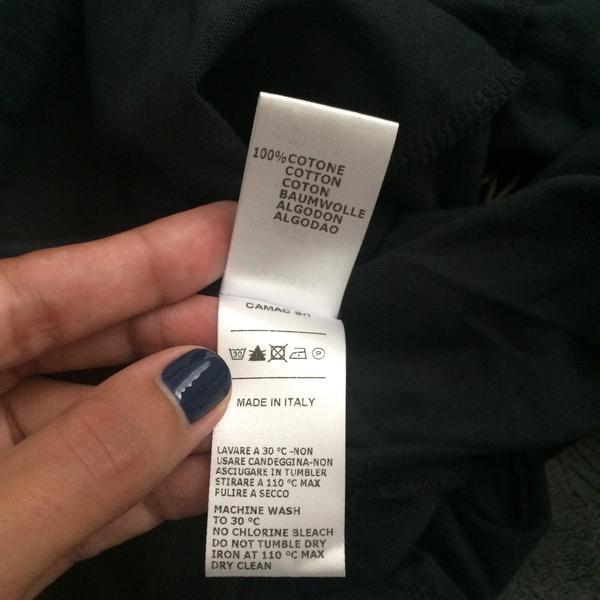 100% COTONE
COTTON
COTON
BAUMWOLLE
ALGODON
ALGODAO
CAMAC
30
P
MADE IN ITALY
LAVARE A 30 °C -NON
USARE CANDEGGINA-NON
ASCIUGARE IN TUMBLER
STIRARE A 110 °C MAX
PULIRE A SECCO
MACHINE WASH
TO 30 °C
NO CHLORINE BLEACH
DO NOT TUMBLE DRY
IRON AT 110 °C MAX
DRY CLEAN